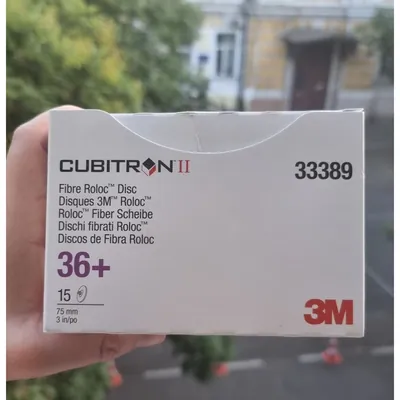 CUBITRON™ II
33389
Fibre Roloc™ Disc
Disques 3M™ Roloc™
Roloc™ Fiber Scheibe
Dischi fibrati Roloc™
Discos de Fibra Roloc
36+
15
75 mm
3 in/po
3M